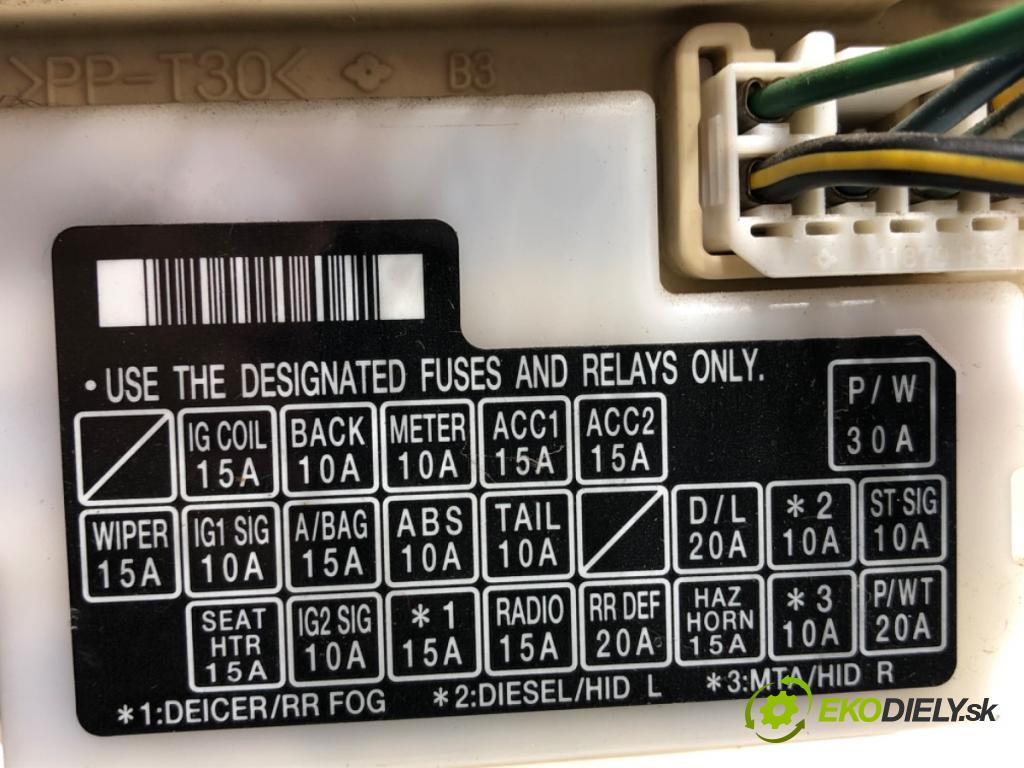 >PP-T30<
B3
• USE THE DESIGNATED FUSES AND RELAYS ONLY.
P / W
30A
IG COIL
15A
BACK
10A
METER
10A
ACC1
15A
ACC2
15A
WIPER
15A
IG1 SIG
10A
A/BAG
15A
ABS
10A
TAIL
10A
D/L
20A
*2
10A
ST SIG
10A
SEAT
HTR
15A
IG2 SIG
10A
*1
15A
RADIO
15A
RR DEF
20A
HAZ
HORN
15A
*3
10A
P/WT
20A
*1:DEICER/RR FOG *2:DIESEL/HID L *3:MTA/HID R
EKODIELY.sk